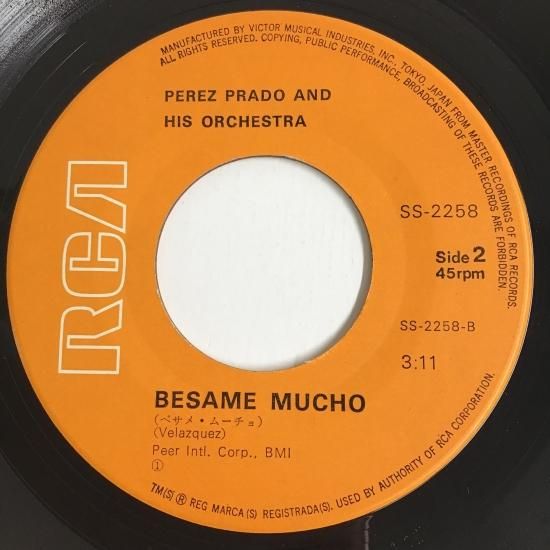 MANUFACTURED BY VICTOR MUSICAL INDUSTRIES, INC., TOKYO, JAPAN FROM MASTER RECORDINGS OF RCA RECORDS.
ALL RIGHTS RESERVED. COPYING, PUBLIC PERFORMANCE, BROADCASTING OF THESE RECORDS ARE FORBIDDEN.
PEREZ PRADO AND
HIS ORCHESTRA
RCA
SS-2258
Side 2
45rpm
SS-2258-B
3:11
BESAME MUCHO
(ベサメ・ムーチョ)
(Velazquez)
Peer Intl. Corp., BMI
①
TM(S) ® REG MARCA(S) REGISTRADA(S). USED BY AUTHORITY OF RCA CORPORATION.